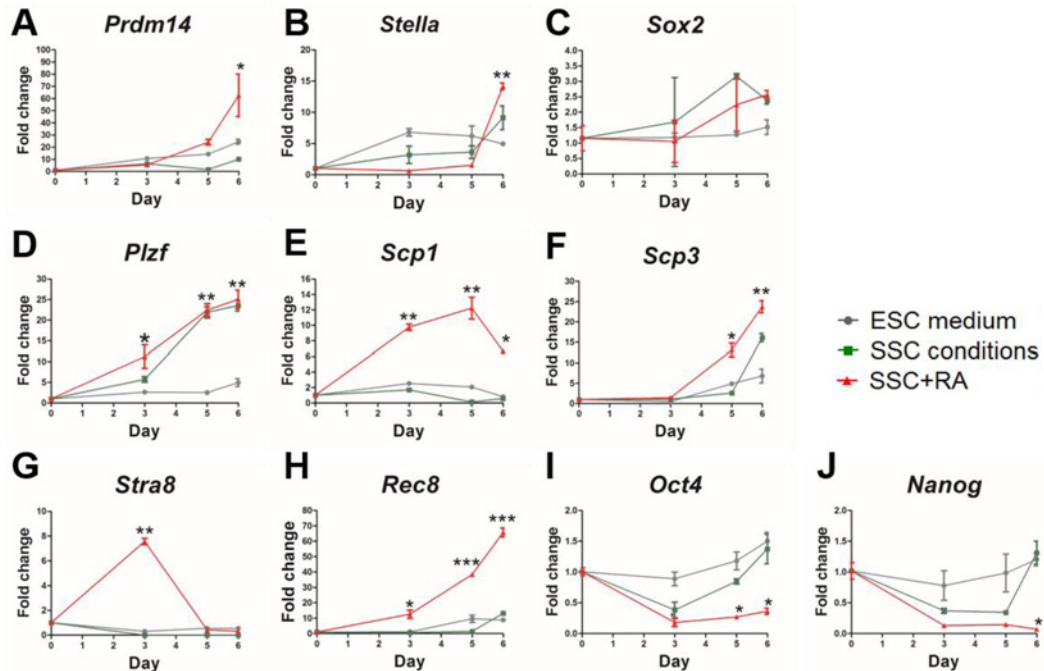 A Prdm14
Fold change
100
90
80
70
60
50
40
30
20
10
0
*
0 1 2 3 4 5 6
Day
B Stella
Fold change
20
15
10
5
0
**
0 1 2 3 4 5 6
Day
C Sox2
Fold change
4.0
3.5
3.0
2.5
2.0
1.5
1.0
0.5
0.0
0 1 2 3 4 5 6
Day
D Plzf
Fold change
30
25
20
15
10
5
0
* ** **
0 1 2 3 4 5 6
Day
E Scp1
Fold change
16
14
12
10
8
6
4
2
0
** ** *
0 1 2 3 4 5 6
Day
F Scp3
Fold change
30
25
20
15
10
5
0
* **
0 1 2 3 4 5 6
Day
ESC medium
SSC conditions
SSC+RA
G Stra8
Fold change
10
8
6
4
2
0
**
0 1 2 3 4 5 6
Day
H Rec8
Fold change
80
70
60
50
40
30
20
10
0
* *** ***
0 1 2 3 4 5 6
Day
I Oct4
Fold change
2.0
1.5
1.0
0.5
0.0
* *
0 1 2 3 4 5 6
Day
J Nanog
Fold change
2.0
1.5
1.0
0.5
0.0
*
0 1 2 3 4 5 6
Day